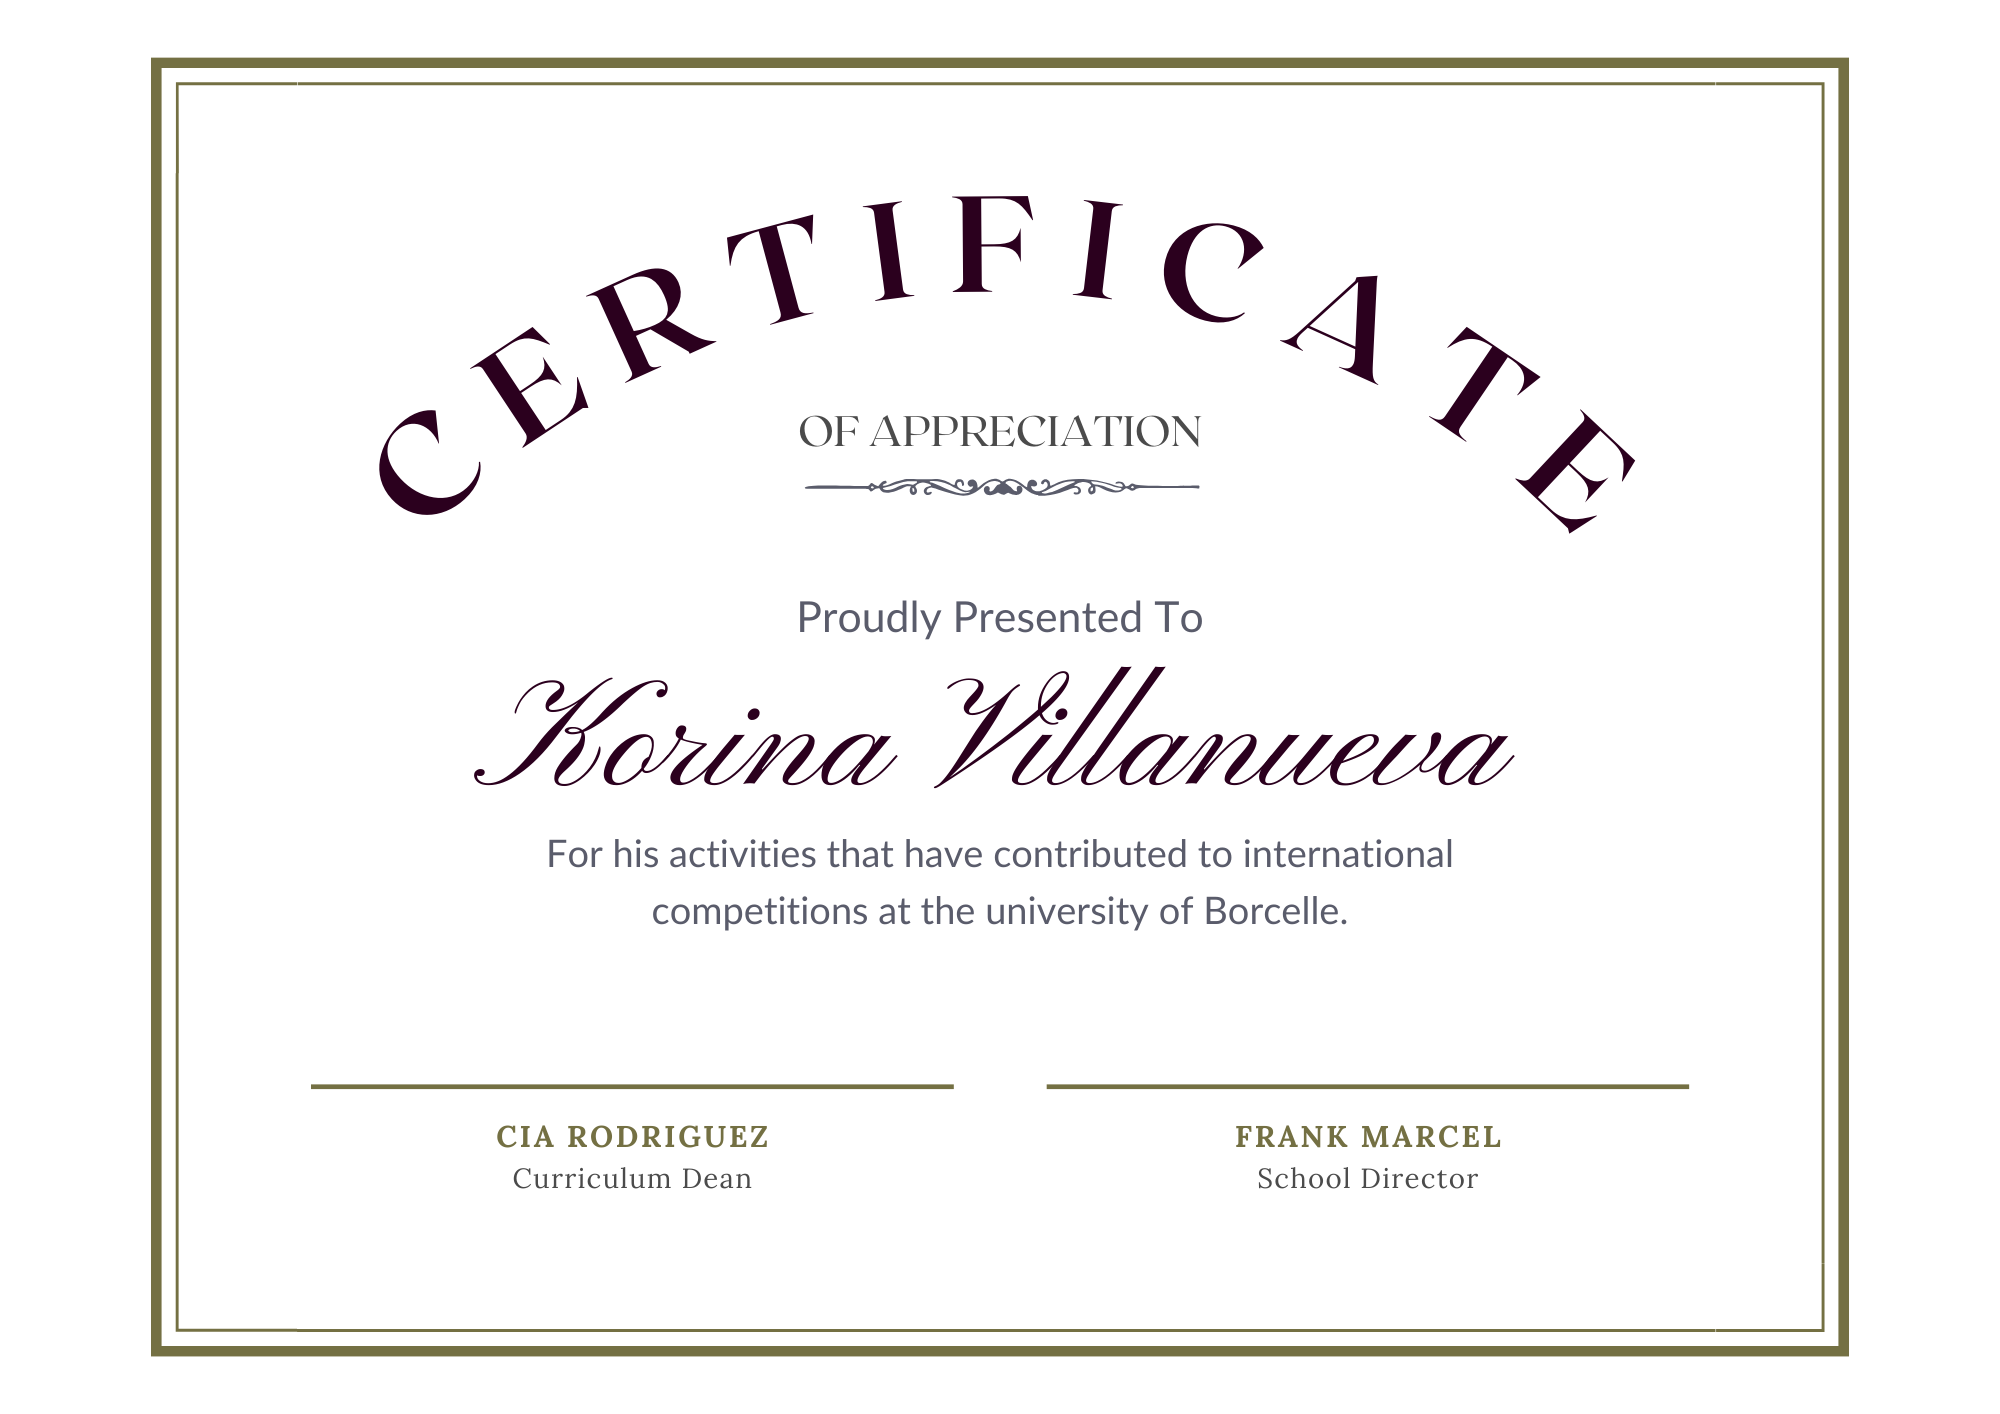 CERTIFICATE
OF APPRECIATION
Proudly Presented To
Korina Villanueva
For his activities that have contributed to international
competitions at the university of Borcelle.
CIA RODRIGUEZ
Curriculum Dean
FRANK MARCEL
School Director